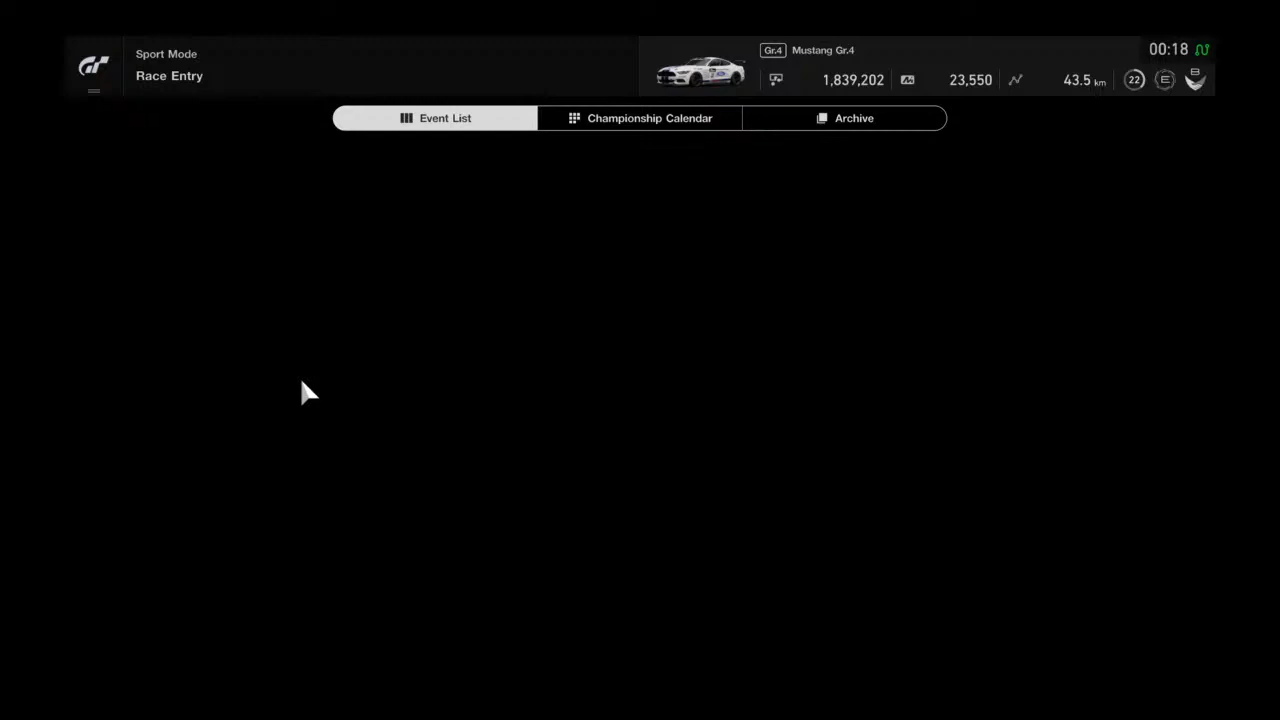 Sport Mode
Race Entry
Gr.4 Mustang Gr.4
00:18
1,839,202 23,550 43.5 km 22 E B
Event List Championship Calendar Archive